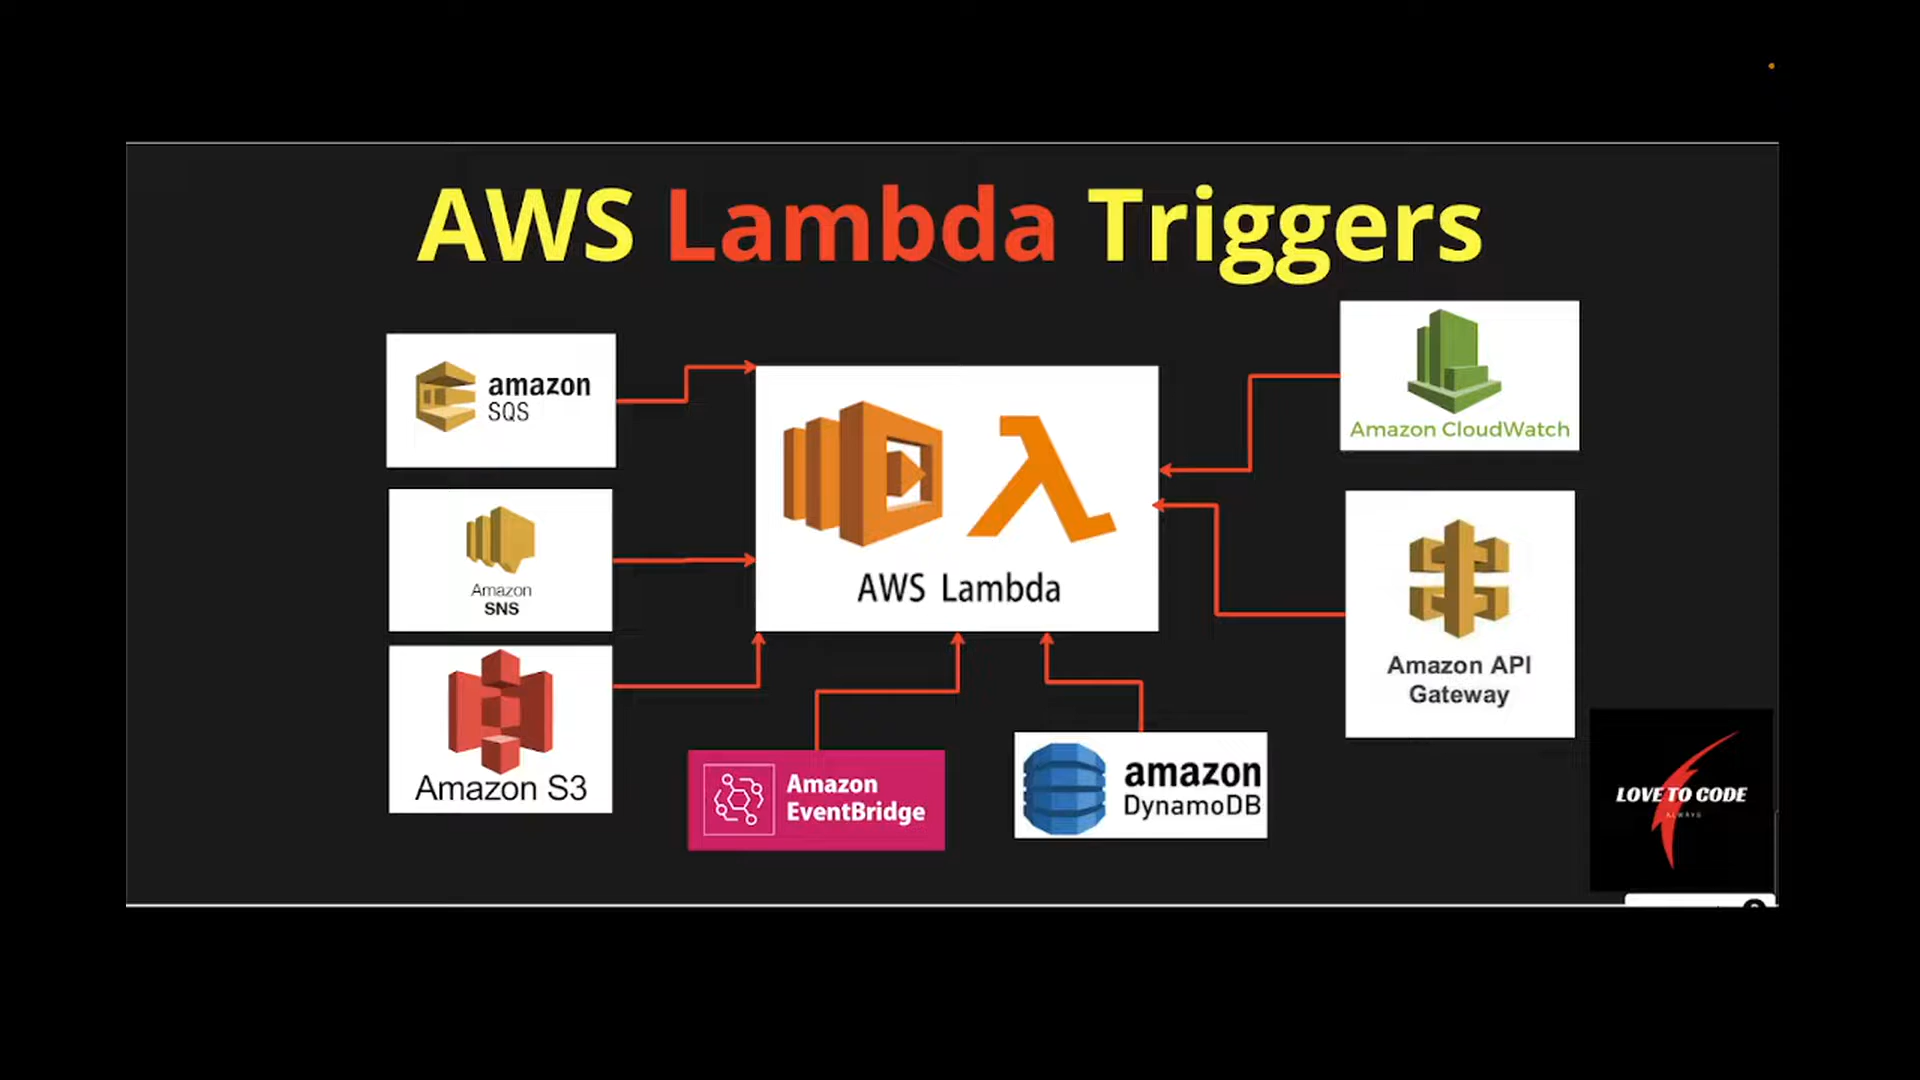 AWS Lambda Triggers
amazon
SQS
Amazon
SNS
Amazon S3
AWS Lambda
Amazon
EventBridge
amazon
DynamoDB
Amazon CloudWatch
Amazon API
Gateway
LOVE TO CODE
ALWAYS